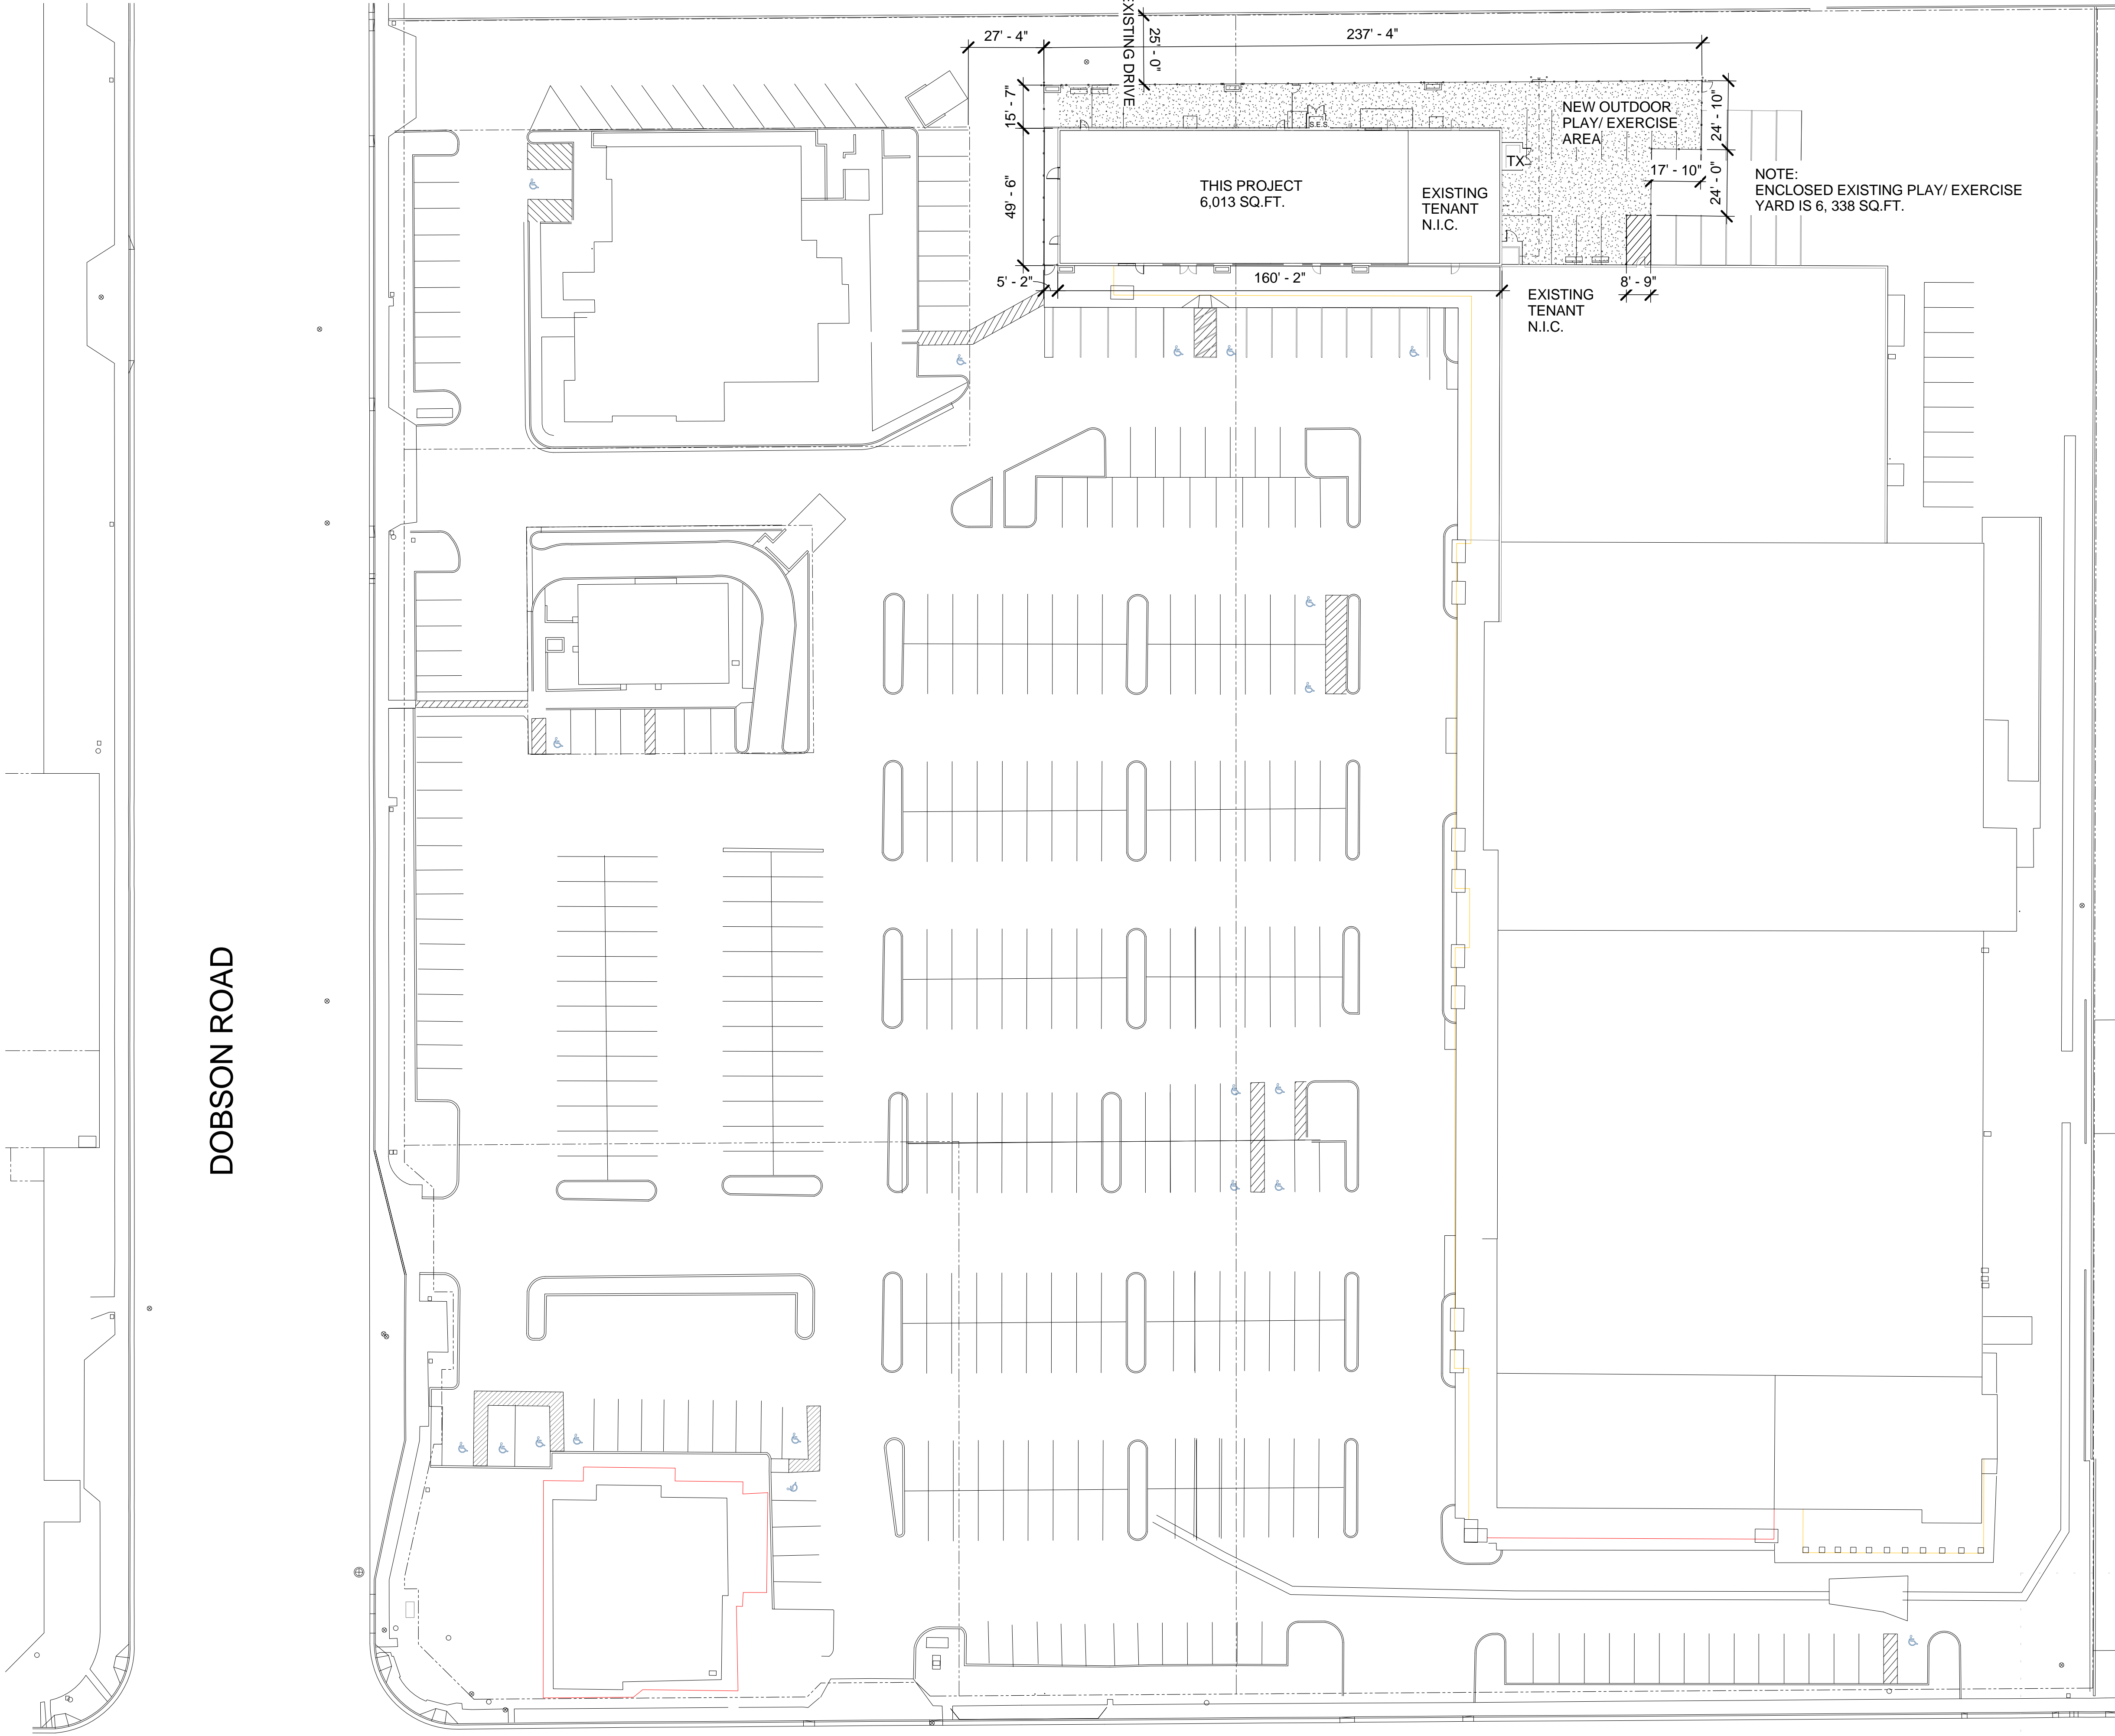 EXISTING DRIVE
25' - 0"
27' - 4"
237' - 4"
15' - 7"
49' - 6"
5' - 2"
160' - 2"
8' - 9"
24' - 10"
24' - 0"
17' - 10"
S.E.S.
TX
NEW OUTDOOR
PLAY/ EXERCISE
AREA
THIS PROJECT
6,013 SQ.FT.
EXISTING
TENANT
N.I.C.
NOTE:
ENCLOSED EXISTING PLAY/ EXERCISE
YARD IS 6, 338 SQ.FT.
EXISTING
TENANT
N.I.C.
DOBSON ROAD